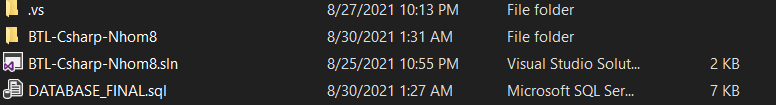 .vs 8/27/2021 10:13 PM File folder
BTL-Csharp-Nhom8 8/30/2021 1:31 AM File folder
BTL-Csharp-Nhom8.sln 8/25/2021 10:55 PM Visual Studio Solut... 2 KB
DATABASE_FINAL.sql 8/30/2021 1:27 AM Microsoft SQL Ser... 7 KB